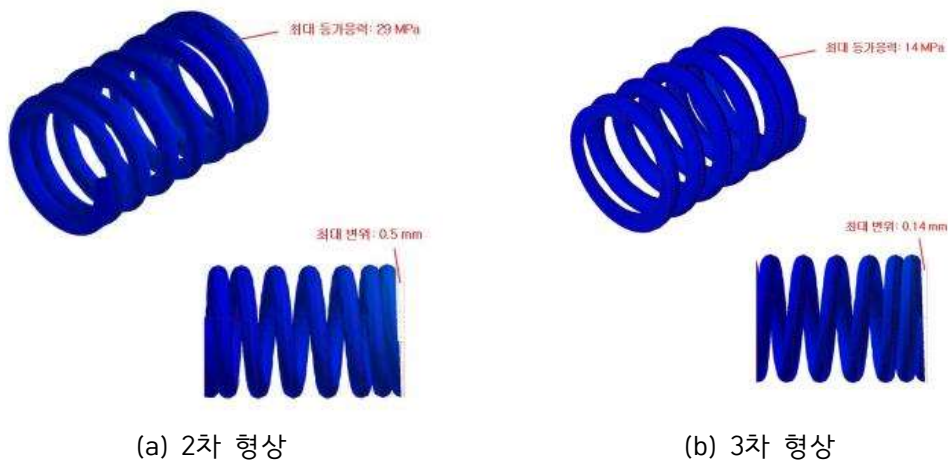 최대 등가응력: 29 MPa
최대 등가응력: 14 MPa
최대 변위: 0.5 mm
최대 변위: 0.14 mm
(a) 2차 형상
(b) 3차 형상